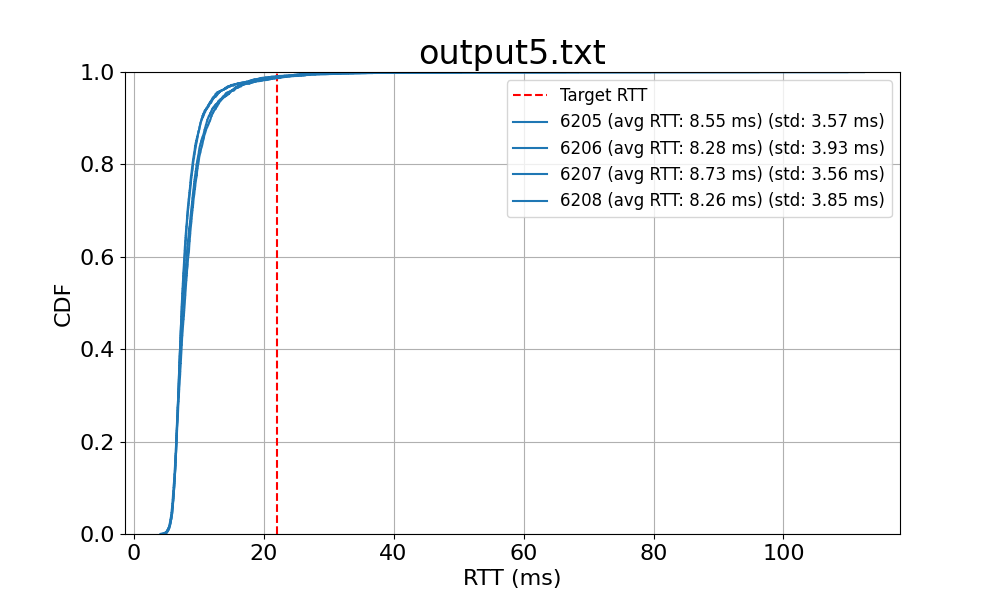 output5.txt
1.0
0.8
0.6
0.4
0.2
0.0
CDF
Target RTT
6205 (avg RTT: 8.55 ms) (std: 3.57 ms)
6206 (avg RTT: 8.28 ms) (std: 3.93 ms)
6207 (avg RTT: 8.73 ms) (std: 3.56 ms)
6208 (avg RTT: 8.26 ms) (std: 3.85 ms)
0 20 40 60 80 100
RTT (ms)